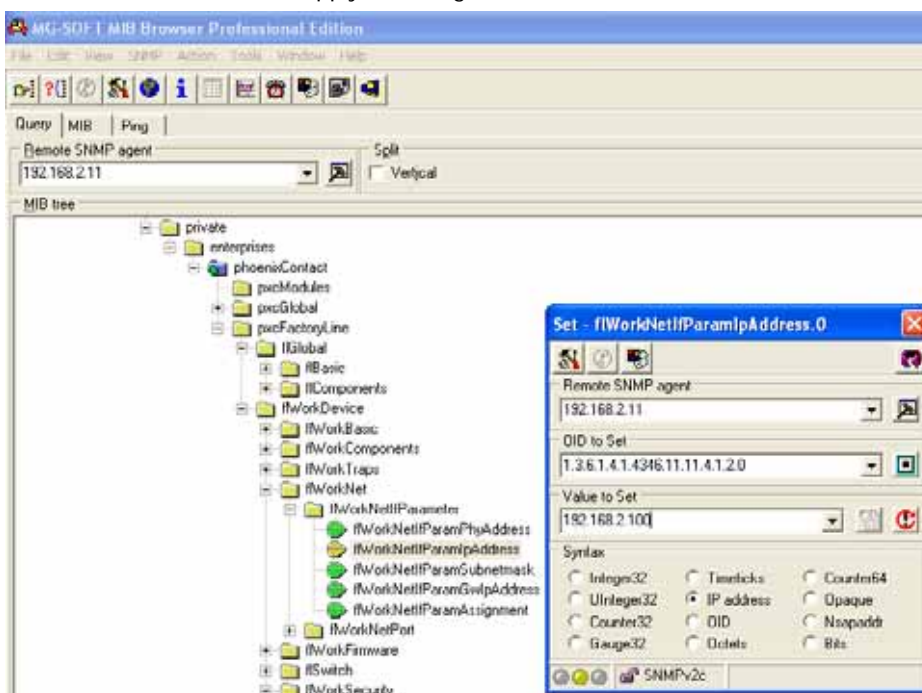 MG-SOFT MIB Browser Professional Edition
File Edit View SNMP Action Tools Window Help
Query MIB Ping
Remote SNMP agent
192.168.2.11
Split
Vertical
MIB tree
private
enterprises
phoenixContact
pxcModules
pxcGlobal
pxcFactoryLine
flGlobal
flBasic
flComponents
flWorkDevice
flWorkBasic
flWorkComponents
flWorkTraps
flWorkNet
flWorkNetIfParameter
flWorkNetIfParamPhyAddress
flWorkNetIfParamIpAddress
flWorkNetIfParamSubnetmask
flWorkNetIfParamGwIpAddress
flWorkNetIfParamAssignment
flWorkNetPort
flWorkFirmware
flSwitch
flWorkSecurity
Set - flWorkNetIfParamIpAddress.0
Remote SNMP agent
192.168.2.11
OID to Set
1.3.6.1.4.1.4346.11.11.4.1.2.0
Value to Set
192.168.2.100
Syntax
Integer32 Timeticks Counter64
UInteger32 IP address Opaque
Counter32 OID Nsapaddr
Gauge32 Octets Bits
SNMPv2c